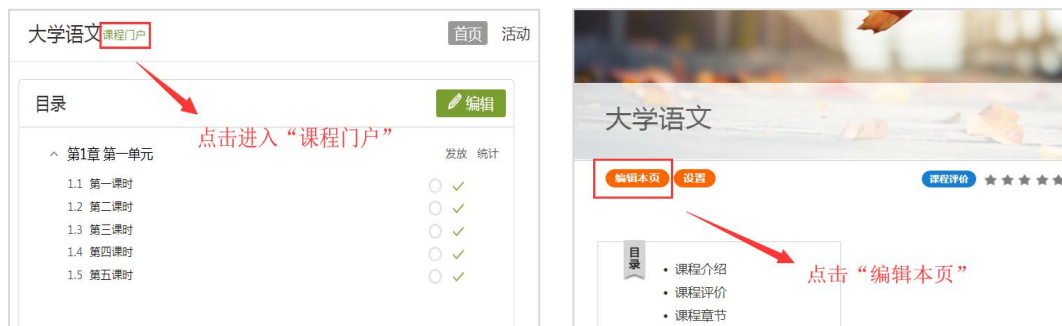 大学语文 课程门户 首页 活动
目录 编辑
点击进入“课程门户”
第1章 第一单元 发放 统计
1.1 第一课时
1.2 第二课时
1.3 第三课时
1.4 第四课时
1.5 第五课时
大学语文
编辑本页 设置 课程评价
目录
• 课程介绍
• 课程评价
• 课程章节
点击“编辑本页”